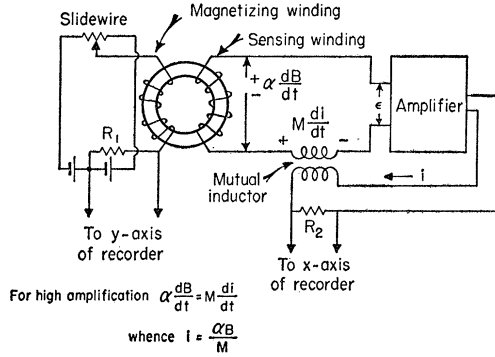 Slidewire
Magnetizing winding
Sensing winding
+
α dB/dt
-
ε
Amplifier
M di/dt
+ -
R1
Mutual inductor
i
R2
To y-axis
of recorder
To x-axis
of recorder
For high amplification α dB/dt = M di/dt
whence i = αB/M